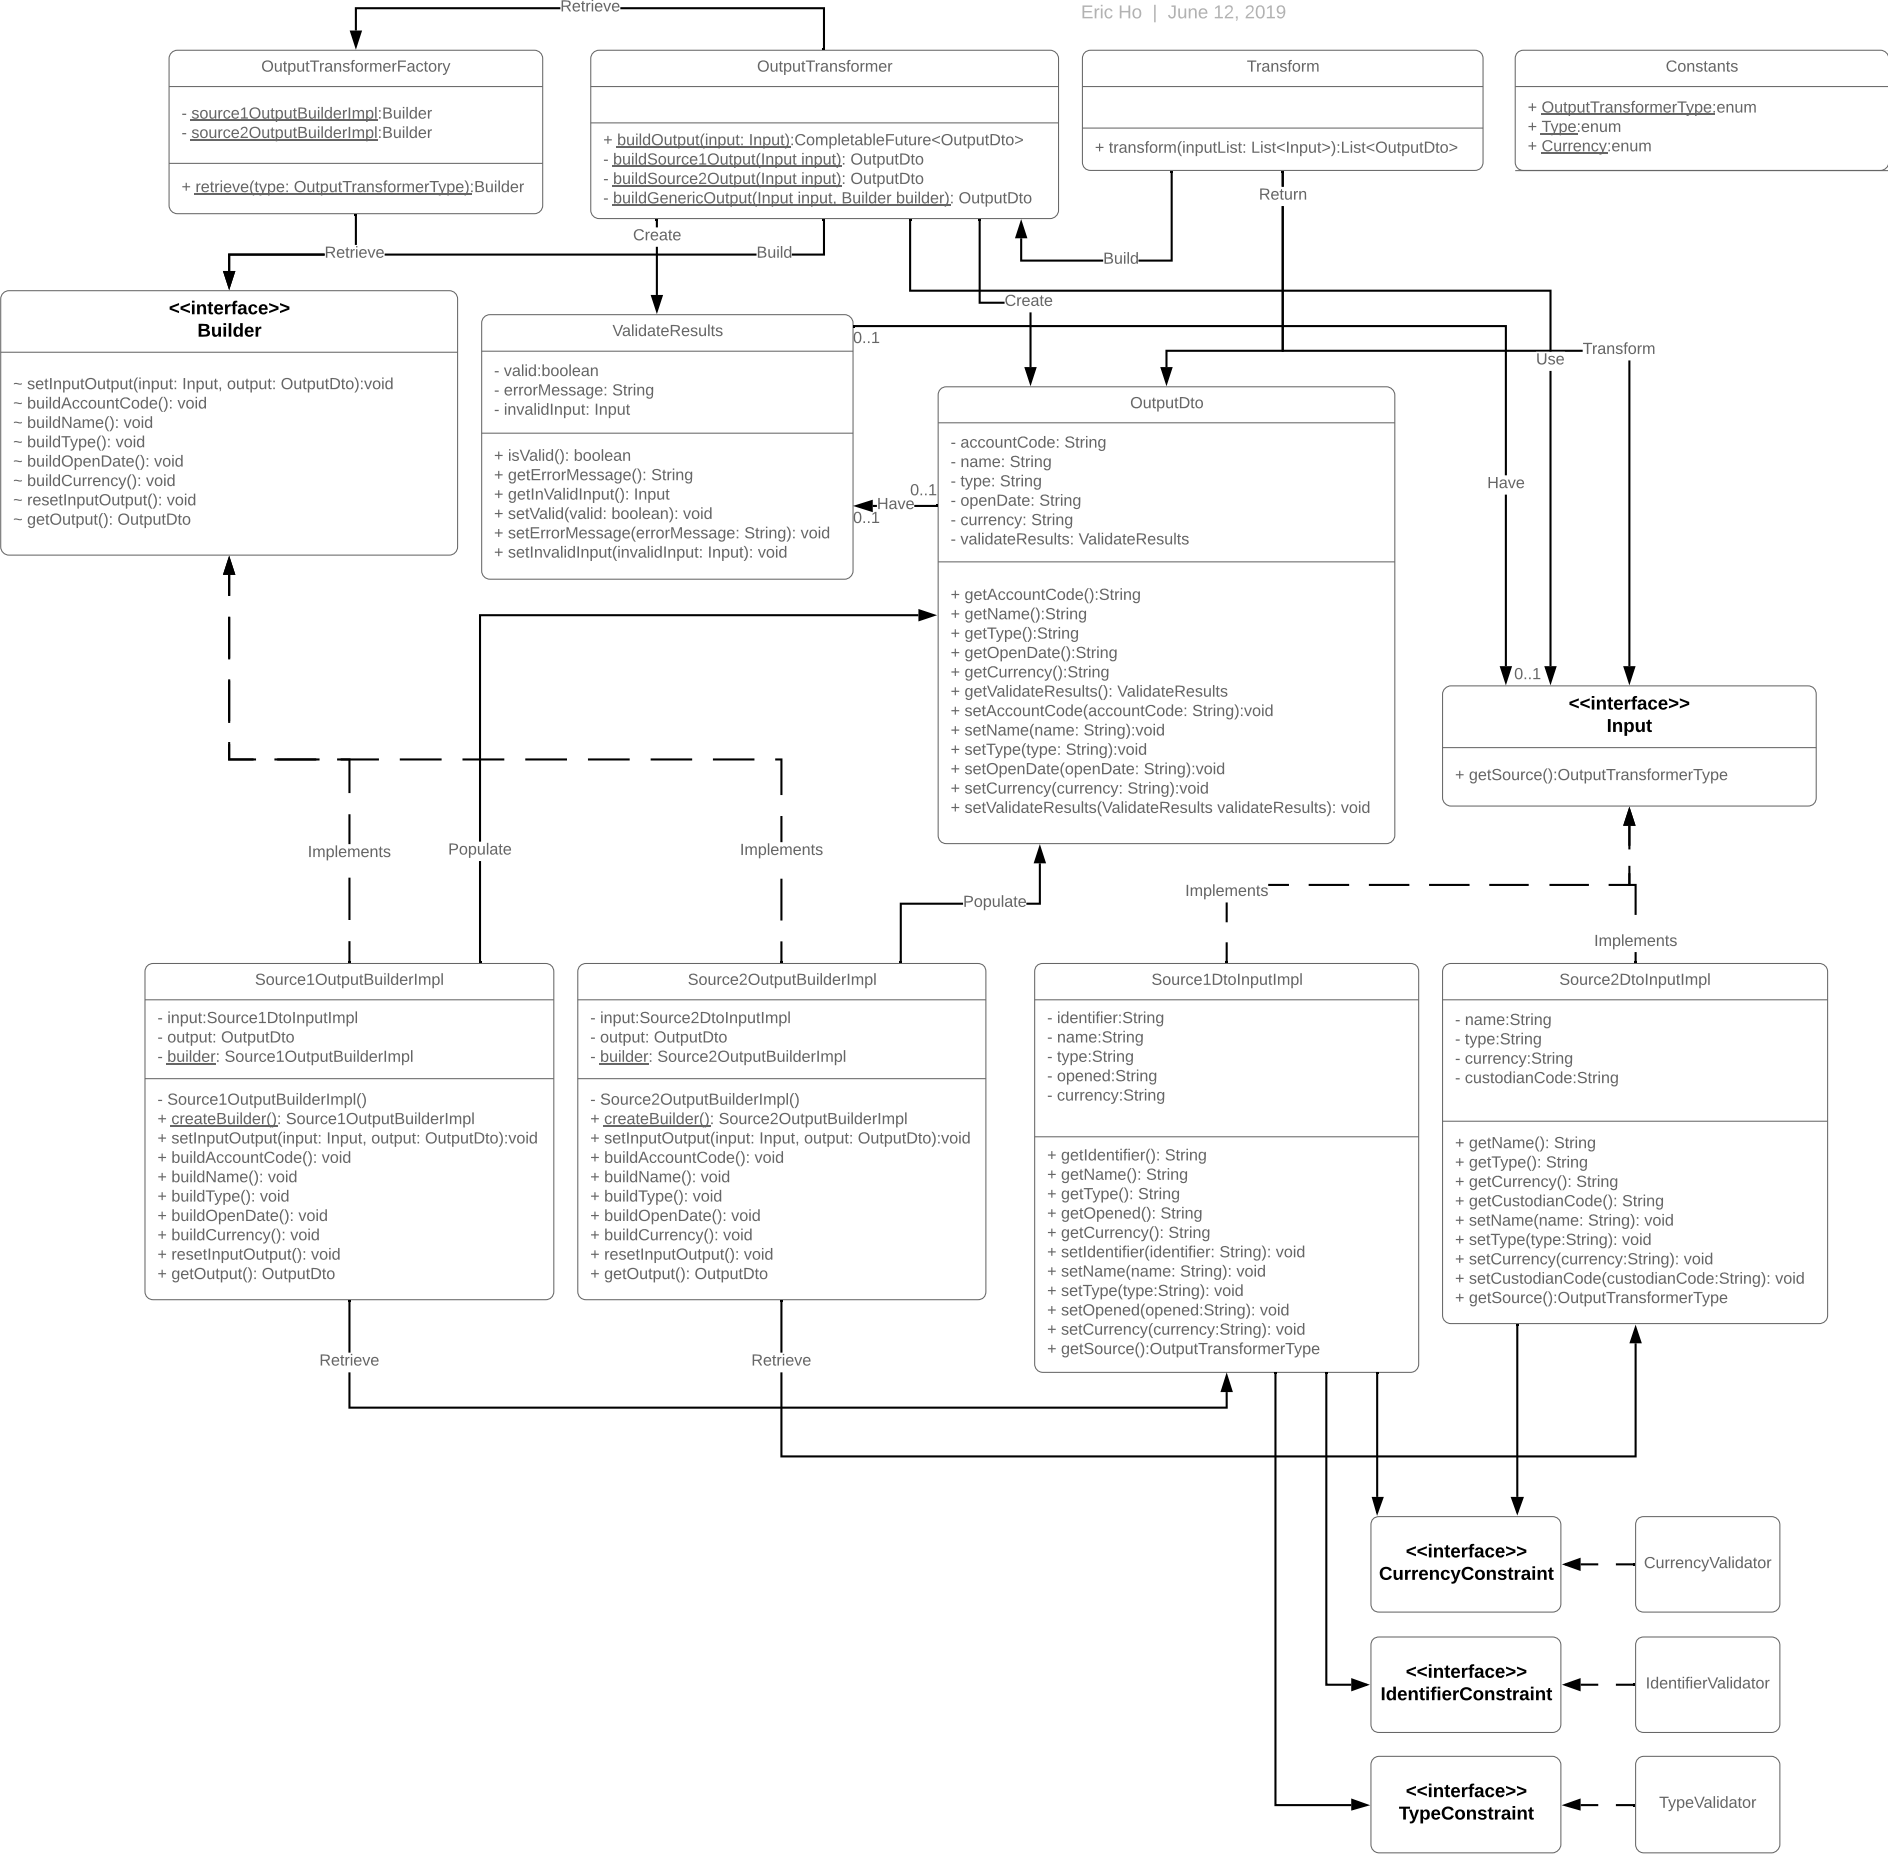 Retrieve
Eric Ho | June 12, 2019
OutputTransformerFactory
- source1OutputBuilderImpl:Builder
- source2OutputBuilderImpl:Builder
+ retrieve(type: OutputTransformerType):Builder
OutputTransformer
+ buildOutput(input: Input):CompletableFuture<OutputDto>
- buildSource1Output(Input input): OutputDto
- buildSource2Output(Input input): OutputDto
- buildGenericOutput(Input input, Builder builder): OutputDto
Transform
+ transform(inputList: List<Input>):List<OutputDto>
Constants
+ OutputTransformerType:enum
+ Type:enum
+ Currency:enum
Return
Create
Retrieve
Build
Build
Create
<<interface>>
Builder
~ setInputOutput(input: Input, output: OutputDto):void
~ buildAccountCode(): void
~ buildName(): void
~ buildType(): void
~ buildOpenDate(): void
~ buildCurrency(): void
~ resetInputOutput(): void
~ getOutput(): OutputDto
ValidateResults
- valid:boolean
- errorMessage: String
- invalidInput: Input
+ isValid(): boolean
+ getErrorMessage(): String
+ getInValidInput(): Input
+ setValid(valid: boolean): void
+ setErrorMessage(errorMessage: String): void
+ setInvalidInput(invalidInput: Input): void
0..1
Use
Transform
OutputDto
- accountCode: String
- name: String
- type: String
- openDate: String
- currency: String
- validateResults: ValidateResults
+ getAccountCode():String
+ getName():String
+ getType():String
+ getOpenDate():String
+ getCurrency():String
+ getValidateResults(): ValidateResults
+ setAccountCode(accountCode: String):void
+ setName(name: String):void
+ setType(type: String):void
+ setOpenDate(openDate: String):void
+ setCurrency(currency: String):void
+ setValidateResults(ValidateResults validateResults): void
0..1
Have
0..1
Have
0..1
<<interface>>
Input
+ getSource():OutputTransformerType
Implements
Populate
Implements
Populate
Implements
Implements
Source1OutputBuilderImpl
- input:Source1DtoInputImpl
- output: OutputDto
- builder: Source1OutputBuilderImpl
- Source1OutputBuilderImpl()
+ createBuilder(): Source1OutputBuilderImpl
+ setInputOutput(input: Input, output: OutputDto):void
+ buildAccountCode(): void
+ buildName(): void
+ buildType(): void
+ buildOpenDate(): void
+ buildCurrency(): void
+ resetInputOutput(): void
+ getOutput(): OutputDto
Source2OutputBuilderImpl
- input:Source2DtoInputImpl
- output: OutputDto
- builder: Source2OutputBuilderImpl
- Source2OutputBuilderImpl()
+ createBuilder(): Source2OutputBuilderImpl
+ setInputOutput(input: Input, output: OutputDto):void
+ buildAccountCode(): void
+ buildName(): void
+ buildType(): void
+ buildOpenDate(): void
+ buildCurrency(): void
+ resetInputOutput(): void
+ getOutput(): OutputDto
Source1DtoInputImpl
- identifier:String
- name:String
- type:String
- opened:String
- currency:String
+ getIdentifier(): String
+ getName(): String
+ getType(): String
+ getOpened(): String
+ getCurrency(): String
+ setIdentifier(identifier: String): void
+ setName(name: String): void
+ setType(type:String): void
+ setOpened(opened:String): void
+ setCurrency(currency:String): void
+ getSource():OutputTransformerType
Source2DtoInputImpl
- name:String
- type:String
- currency:String
- custodianCode:String
+ getName(): String
+ getType(): String
+ getCurrency(): String
+ getCustodianCode(): String
+ setName(name: String): void
+ setType(type:String): void
+ setCurrency(currency:String): void
+ setCustodianCode(custodianCode:String): void
+ getSource():OutputTransformerType
Retrieve
Retrieve
<<interface>>
CurrencyConstraint
CurrencyValidator
<<interface>>
IdentifierConstraint
IdentifierValidator
<<interface>>
TypeConstraint
TypeValidator